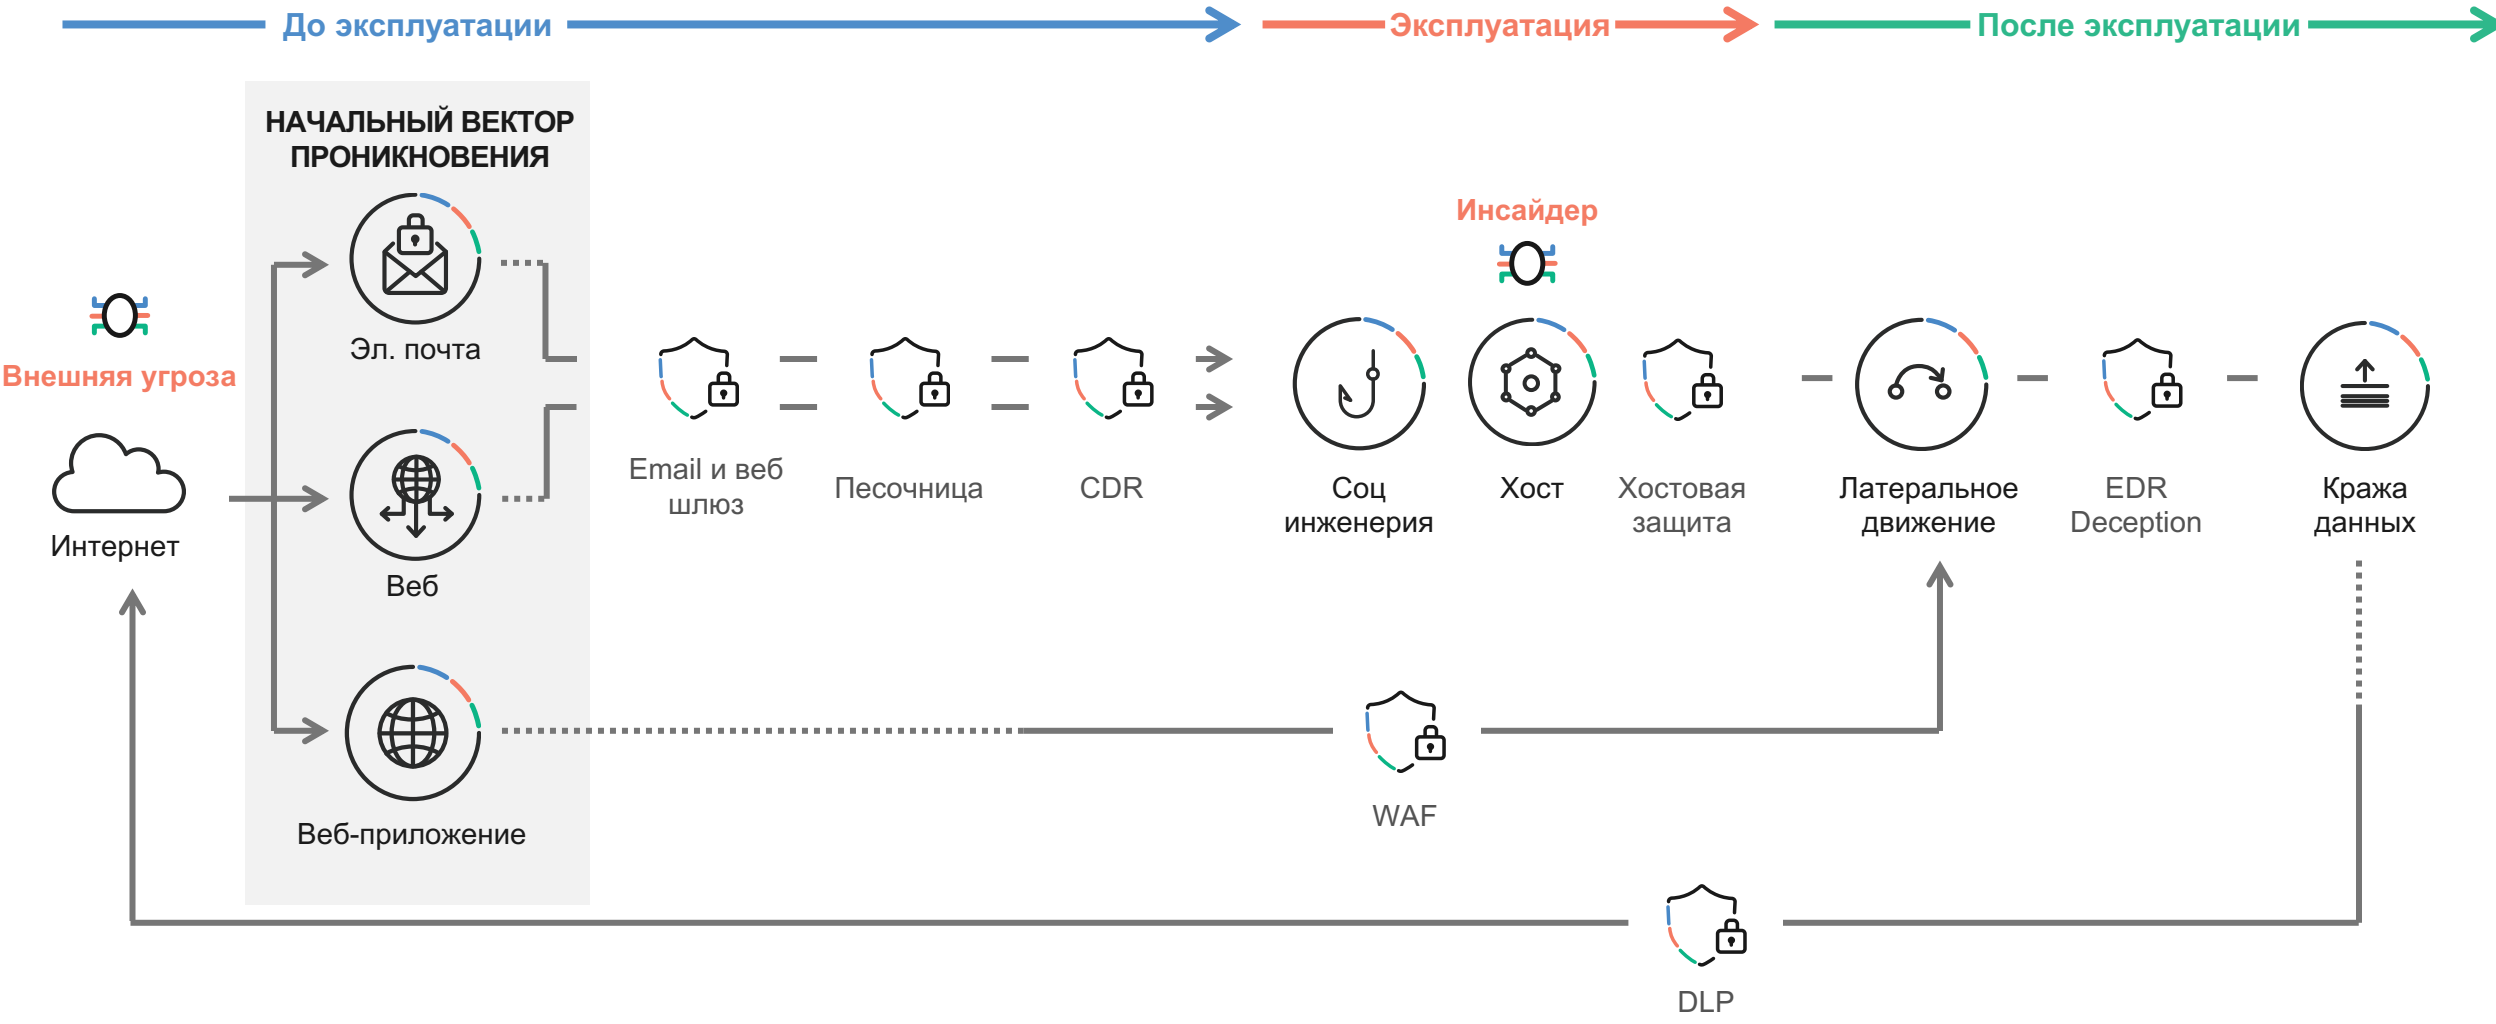 До эксплуатации
Эксплуатация
После эксплуатации
НАЧАЛЬНЫЙ ВЕКТОР
ПРОНИКНОВЕНИЯ
Инсайдер
Эл. почта
Внешняя угроза
Email и веб
шлюз
Песочница
CDR
Соц
инженерия
Хост
Хостовая
защита
Латеральное
движение
EDR
Deception
Кража
данных
Интернет
Веб
WAF
Веб-приложение
DLP